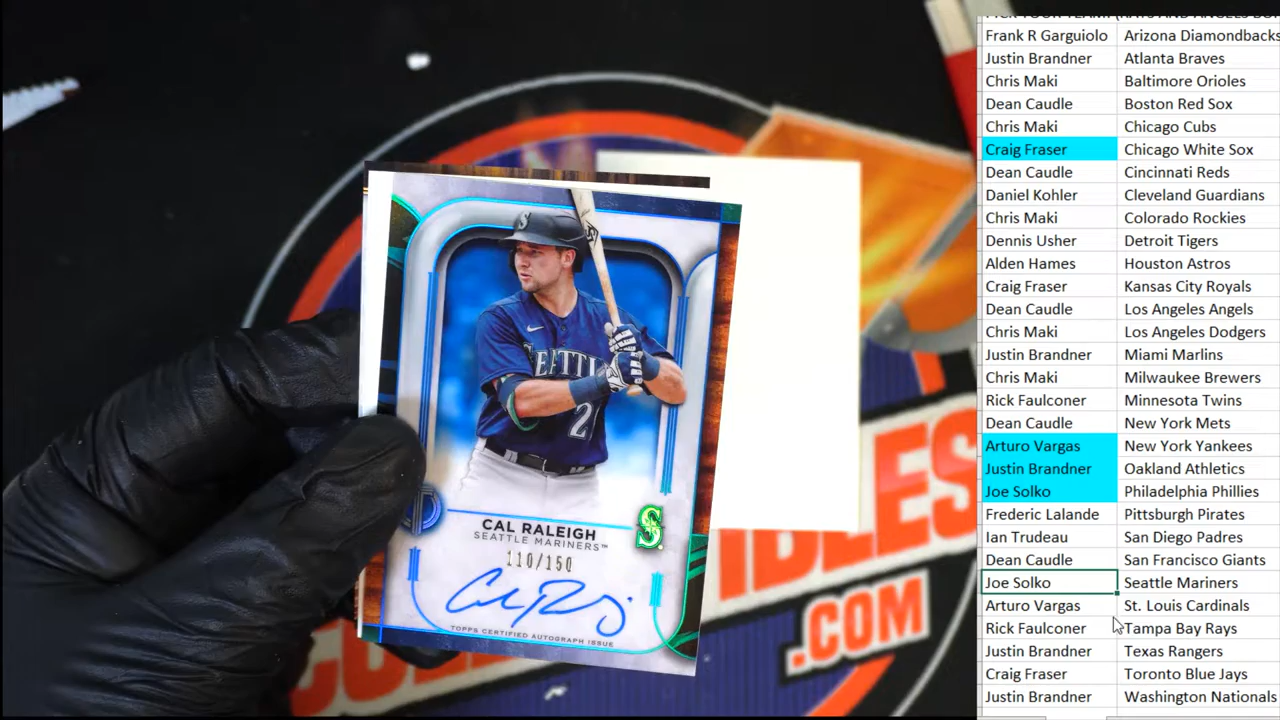 Frank R Garguiolo Arizona Diamondbacks
Justin Brandner Atlanta Braves
Chris Maki Baltimore Orioles
Dean Caudle Boston Red Sox
Chris Maki Chicago Cubs
Craig Fraser Chicago White Sox
Dean Caudle Cincinnati Reds
Daniel Kohler Cleveland Guardians
Chris Maki Colorado Rockies
Dennis Usher Detroit Tigers
Alden Hames Houston Astros
Craig Fraser Kansas City Royals
Dean Caudle Los Angeles Angels
Chris Maki Los Angeles Dodgers
Justin Brandner Miami Marlins
Chris Maki Milwaukee Brewers
Rick Faulconer Minnesota Twins
Dean Caudle New York Mets
Arturo Vargas New York Yankees
Justin Brandner Oakland Athletics
Joe Solko Philadelphia Phillies
Frederic Lalande Pittsburgh Pirates
Ian Trudeau San Diego Padres
Dean Caudle San Francisco Giants
Joe Solko Seattle Mariners
Arturo Vargas St. Louis Cardinals
Rick Faulconer Tampa Bay Rays
Justin Brandner Texas Rangers
Craig Fraser Toronto Blue Jays
Justin Brandner Washington Nationals
CAL RALEIGH
SEATTLE MARINERS™
110/150
TOPPS CERTIFIED AUTOGRAPH ISSUE
.COM